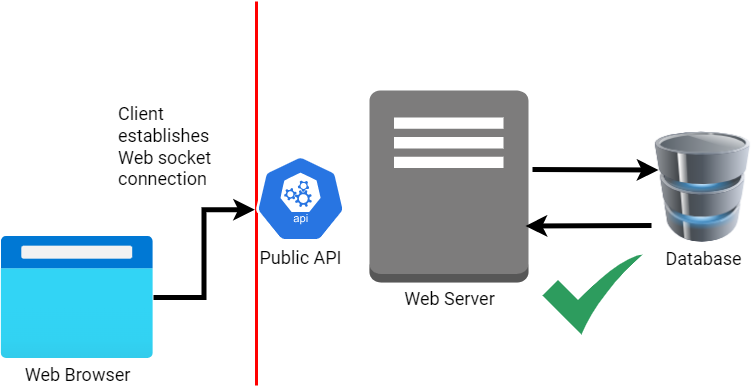 Client
establishes
Web socket
connection
api
Public API
Web Server
Database
Web Browser